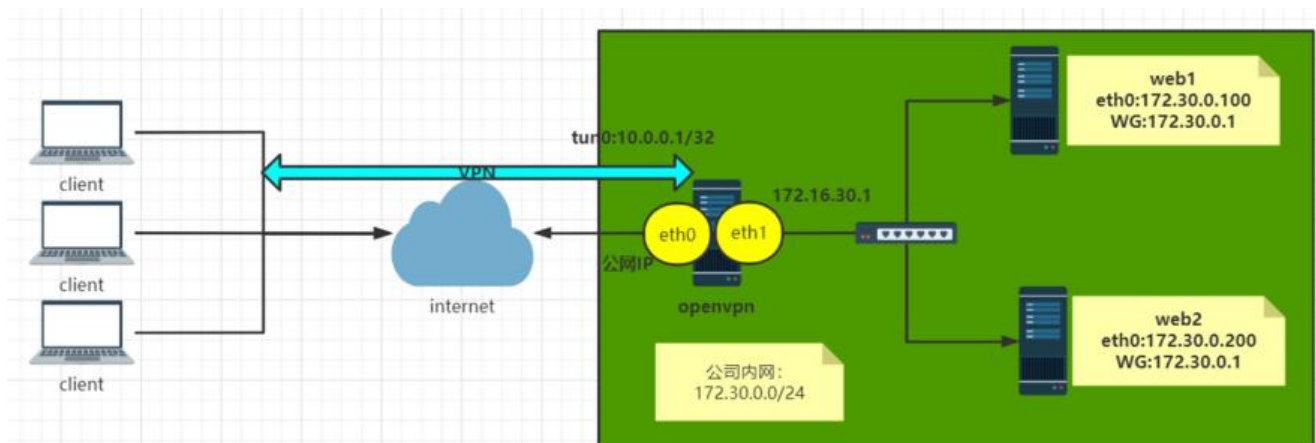 client
client
client
VPN
internet
tun0:10.0.0.1/32
eth0
eth1
公网IP
openvpn
172.16.30.1
公司内网：
172.30.0.0/24
web1
eth0:172.30.0.100
WG:172.30.0.1
web2
eth0:172.30.0.200
WG:172.30.0.1